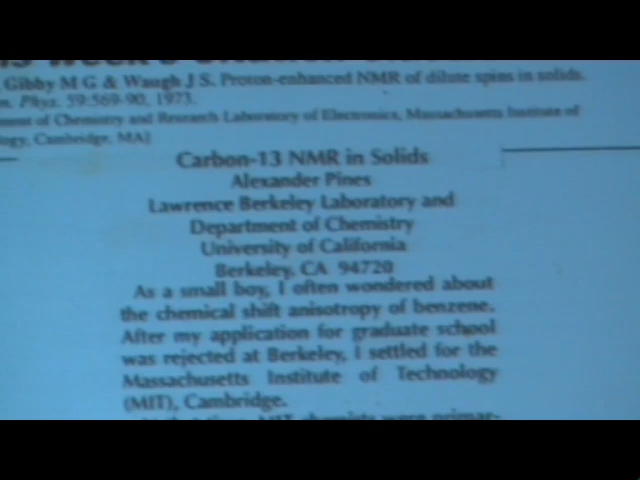 Gibby M G & Waugh J S. Proton-enhanced NMR of dilute spins in solids.
Phys. 59:569-90, 1973.
of Chemistry and Research Laboratory of Electronics, Massachusetts Institute of
Cambridge, MA]
Carbon-13 NMR in Solids
Alexander Pines
Lawrence Berkeley Laboratory and
Department of Chemistry
University of California
Berkeley, CA 94720
As a small boy, I often wondered about
the chemical shift anisotropy of benzene.
After my application for graduate school
was rejected at Berkeley, I settled for the
Massachusetts Institute of Technology
(MIT), Cambridge.
MIT chemists were primar-